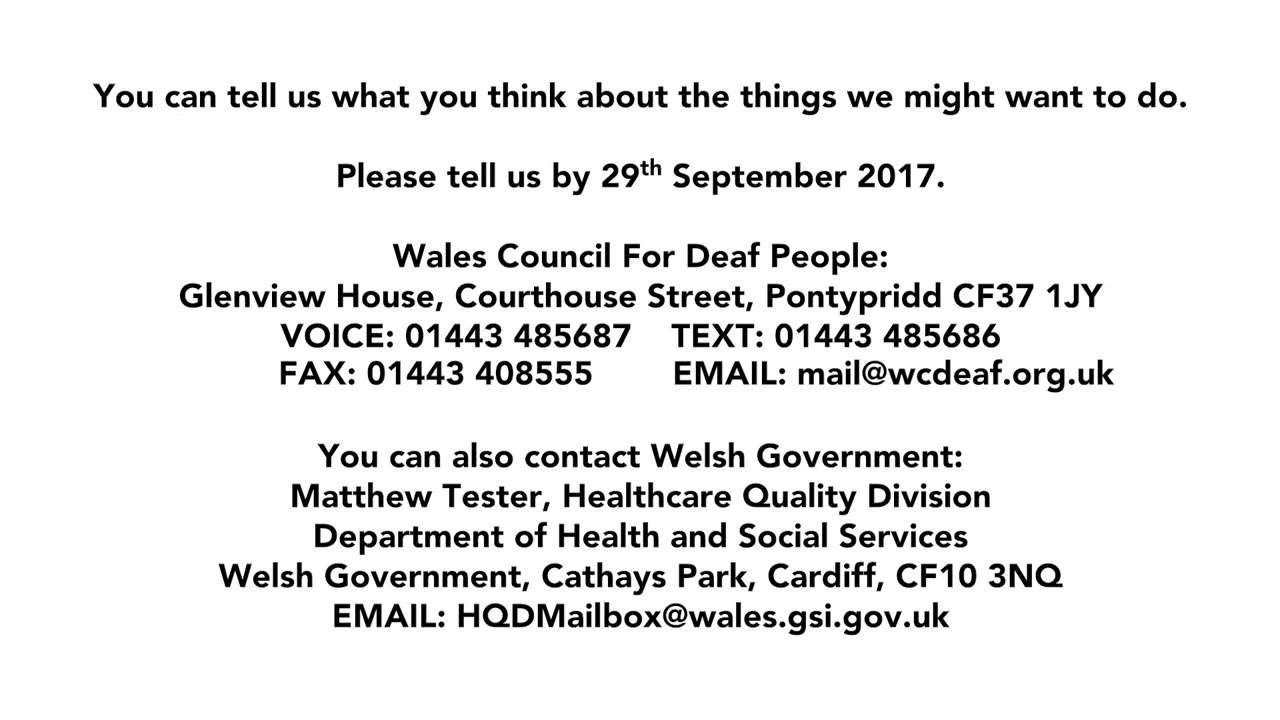 You can tell us what you think about the things we might want to do.
Please tell us by 29th September 2017.
Wales Council For Deaf People:
Glenview House, Courthouse Street, Pontypridd CF37 1JY
VOICE: 01443 485687 TEXT: 01443 485686
FAX: 01443 408555 EMAIL: mail@wcdeaf.org.uk
You can also contact Welsh Government:
Matthew Tester, Healthcare Quality Division
Department of Health and Social Services
Welsh Government, Cathays Park, Cardiff, CF10 3NQ
EMAIL: HQDMailbox@wales.gsi.gov.uk